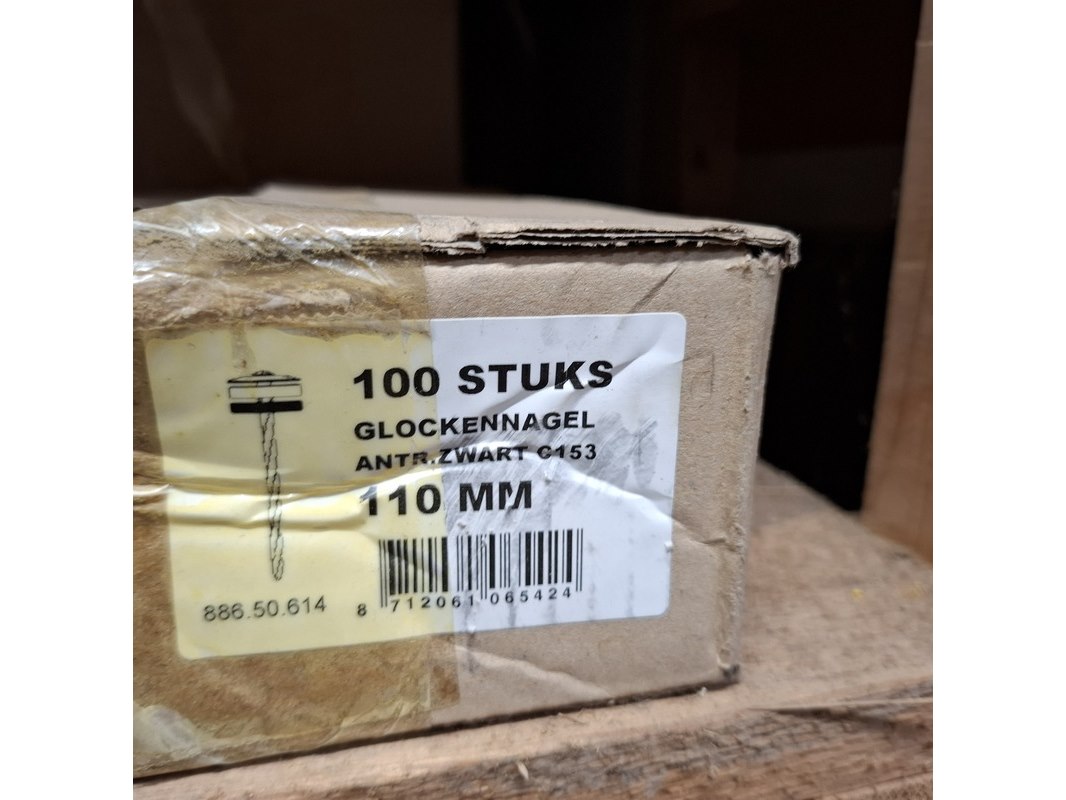 100 STUKS
GLOCKENNAGEL
ANTR.ZWART C153
110 MM
886.50.614
8 712061 065424